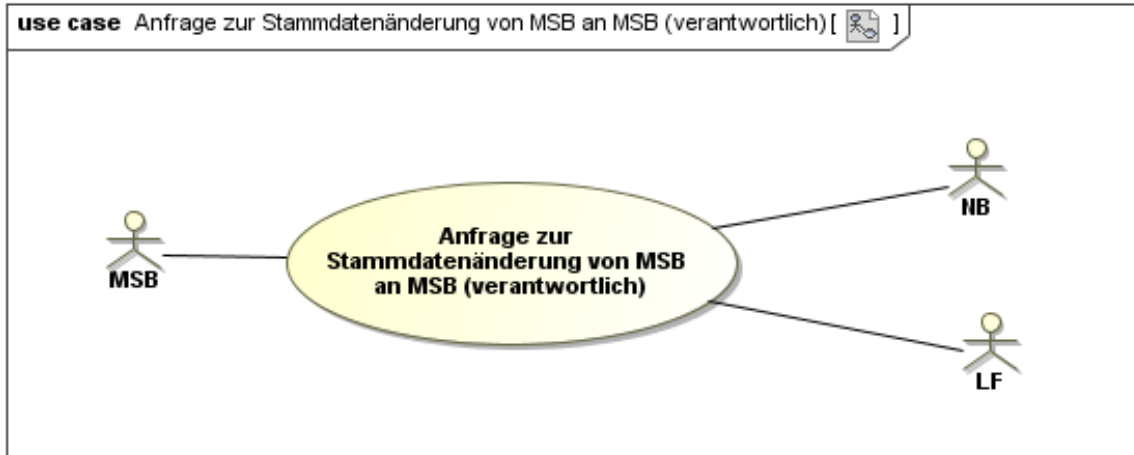 use case Anfrage zur Stammdatenänderung von MSB an MSB (verantwortlich) [ ]
NB
Anfrage zur
Stammdatenänderung von MSB
an MSB (verantwortlich)
MSB
LF